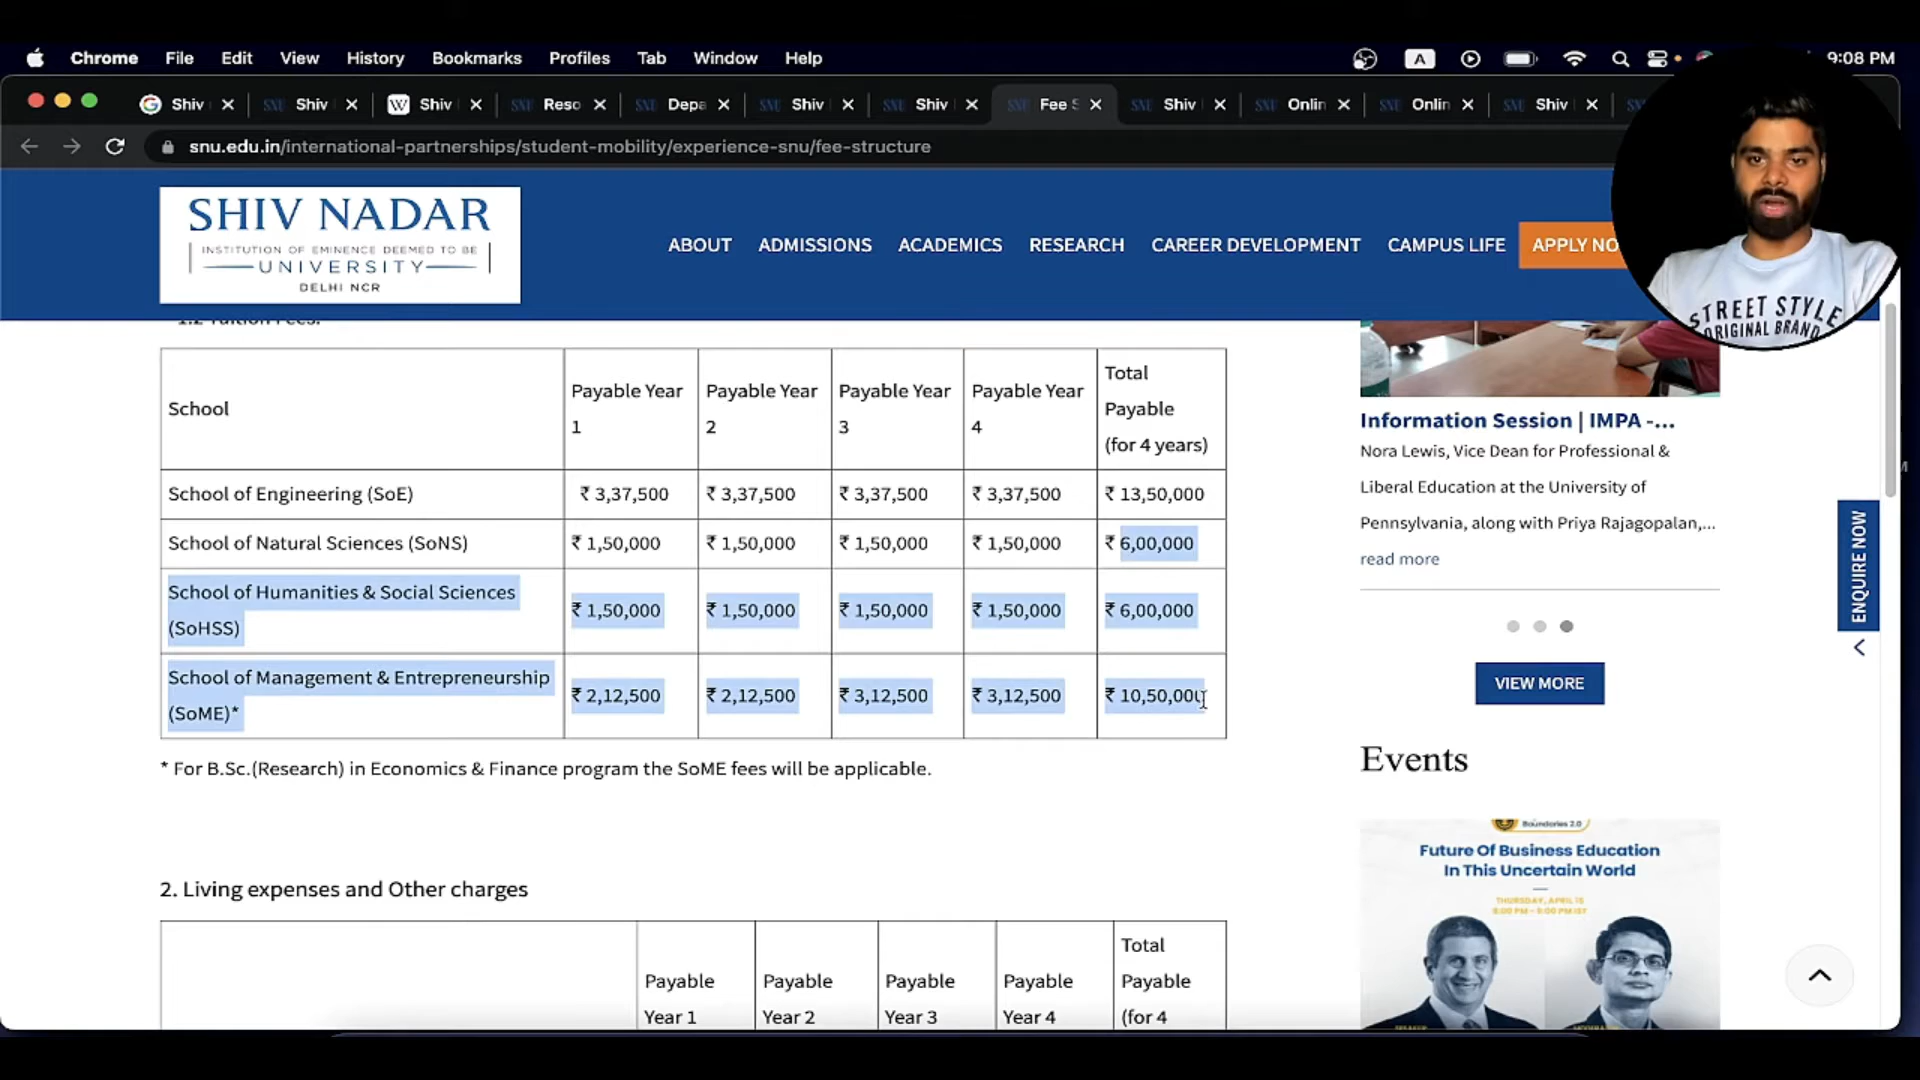 Chrome File Edit View History Bookmarks Profiles Tab Window Help A 9:08 PM
Shiv Shiv Shiv Reso Depa Shiv Shiv Fee S Shiv Onlin Onlin Shiv
snu.edu.in/international-partnerships/student-mobility/experience-snu/fee-structure
SHIV NADAR
INSTITUTION OF EMINENCE DEEMED TO BE
UNIVERSITY
DELHI NCR
ABOUT ADMISSIONS ACADEMICS RESEARCH CAREER DEVELOPMENT CAMPUS LIFE APPLY NO
STREET STYLE
ORIGINAL BRAND
1.2 Tuition Fees:
School
Payable Year 1
Payable Year 2
Payable Year 3
Payable Year 4
Total Payable (for 4 years)
School of Engineering (SoE) ₹ 3,37,500 ₹ 3,37,500 ₹ 3,37,500 ₹ 3,37,500 ₹ 13,50,000
School of Natural Sciences (SoNS) ₹ 1,50,000 ₹ 1,50,000 ₹ 1,50,000 ₹ 1,50,000 ₹ 6,00,000
School of Humanities & Social Sciences
(SoHSS)
₹ 1,50,000 ₹ 1,50,000 ₹ 1,50,000 ₹ 1,50,000 ₹ 6,00,000
School of Management & Entrepreneurship
(SoME)*
₹ 2,12,500 ₹ 2,12,500 ₹ 3,12,500 ₹ 3,12,500 ₹ 10,50,000
* For B.Sc.(Research) in Economics & Finance program the SoME fees will be applicable.
2. Living expenses and Other charges
Payable
Year 1
Payable
Year 2
Payable
Year 3
Payable
Year 4
Total
Payable
(for 4
Information Session | IMPA -...
Nora Lewis, Vice Dean for Professional &
Liberal Education at the University of
Pennsylvania, along with Priya Rajagopalan,...
read more
VIEW MORE
ENQUIRE NOW
Events
Boundaries 2.0
Future Of Business Education
In This Uncertain World
THURSDAY, APRIL 15